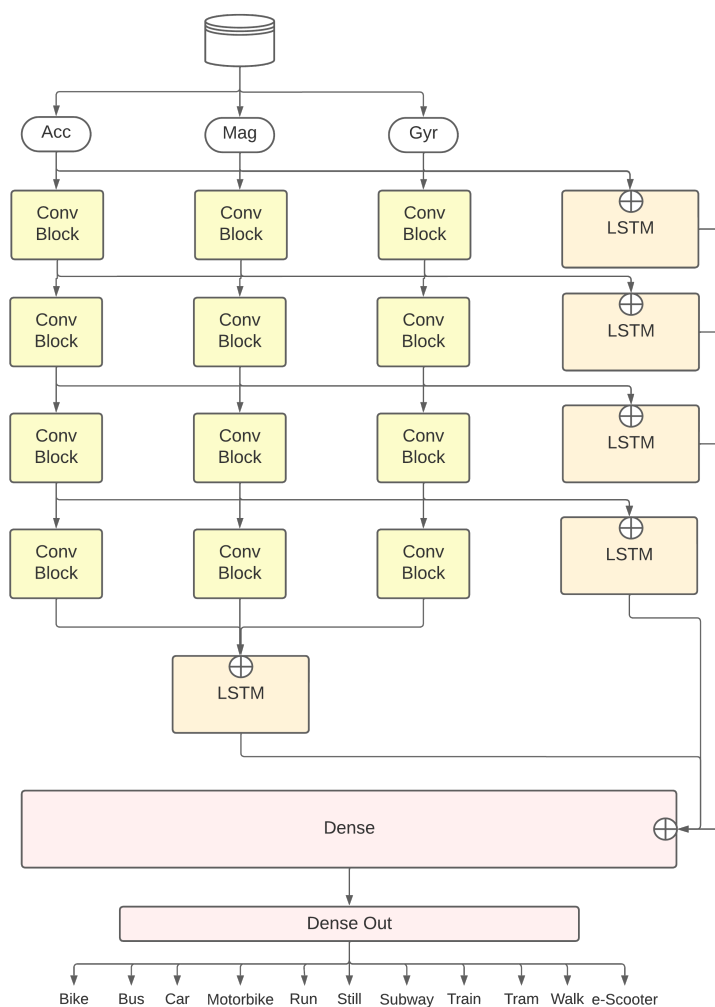 Acc
Mag
Gyr
Conv
Block
Conv
Block
Conv
Block
LSTM
Conv
Block
Conv
Block
Conv
Block
LSTM
Conv
Block
Conv
Block
Conv
Block
LSTM
Conv
Block
Conv
Block
Conv
Block
LSTM
LSTM
Dense
Dense Out
Bike
Bus
Car
Motorbike
Run
Still
Subway
Train
Tram
Walk
e-Scooter